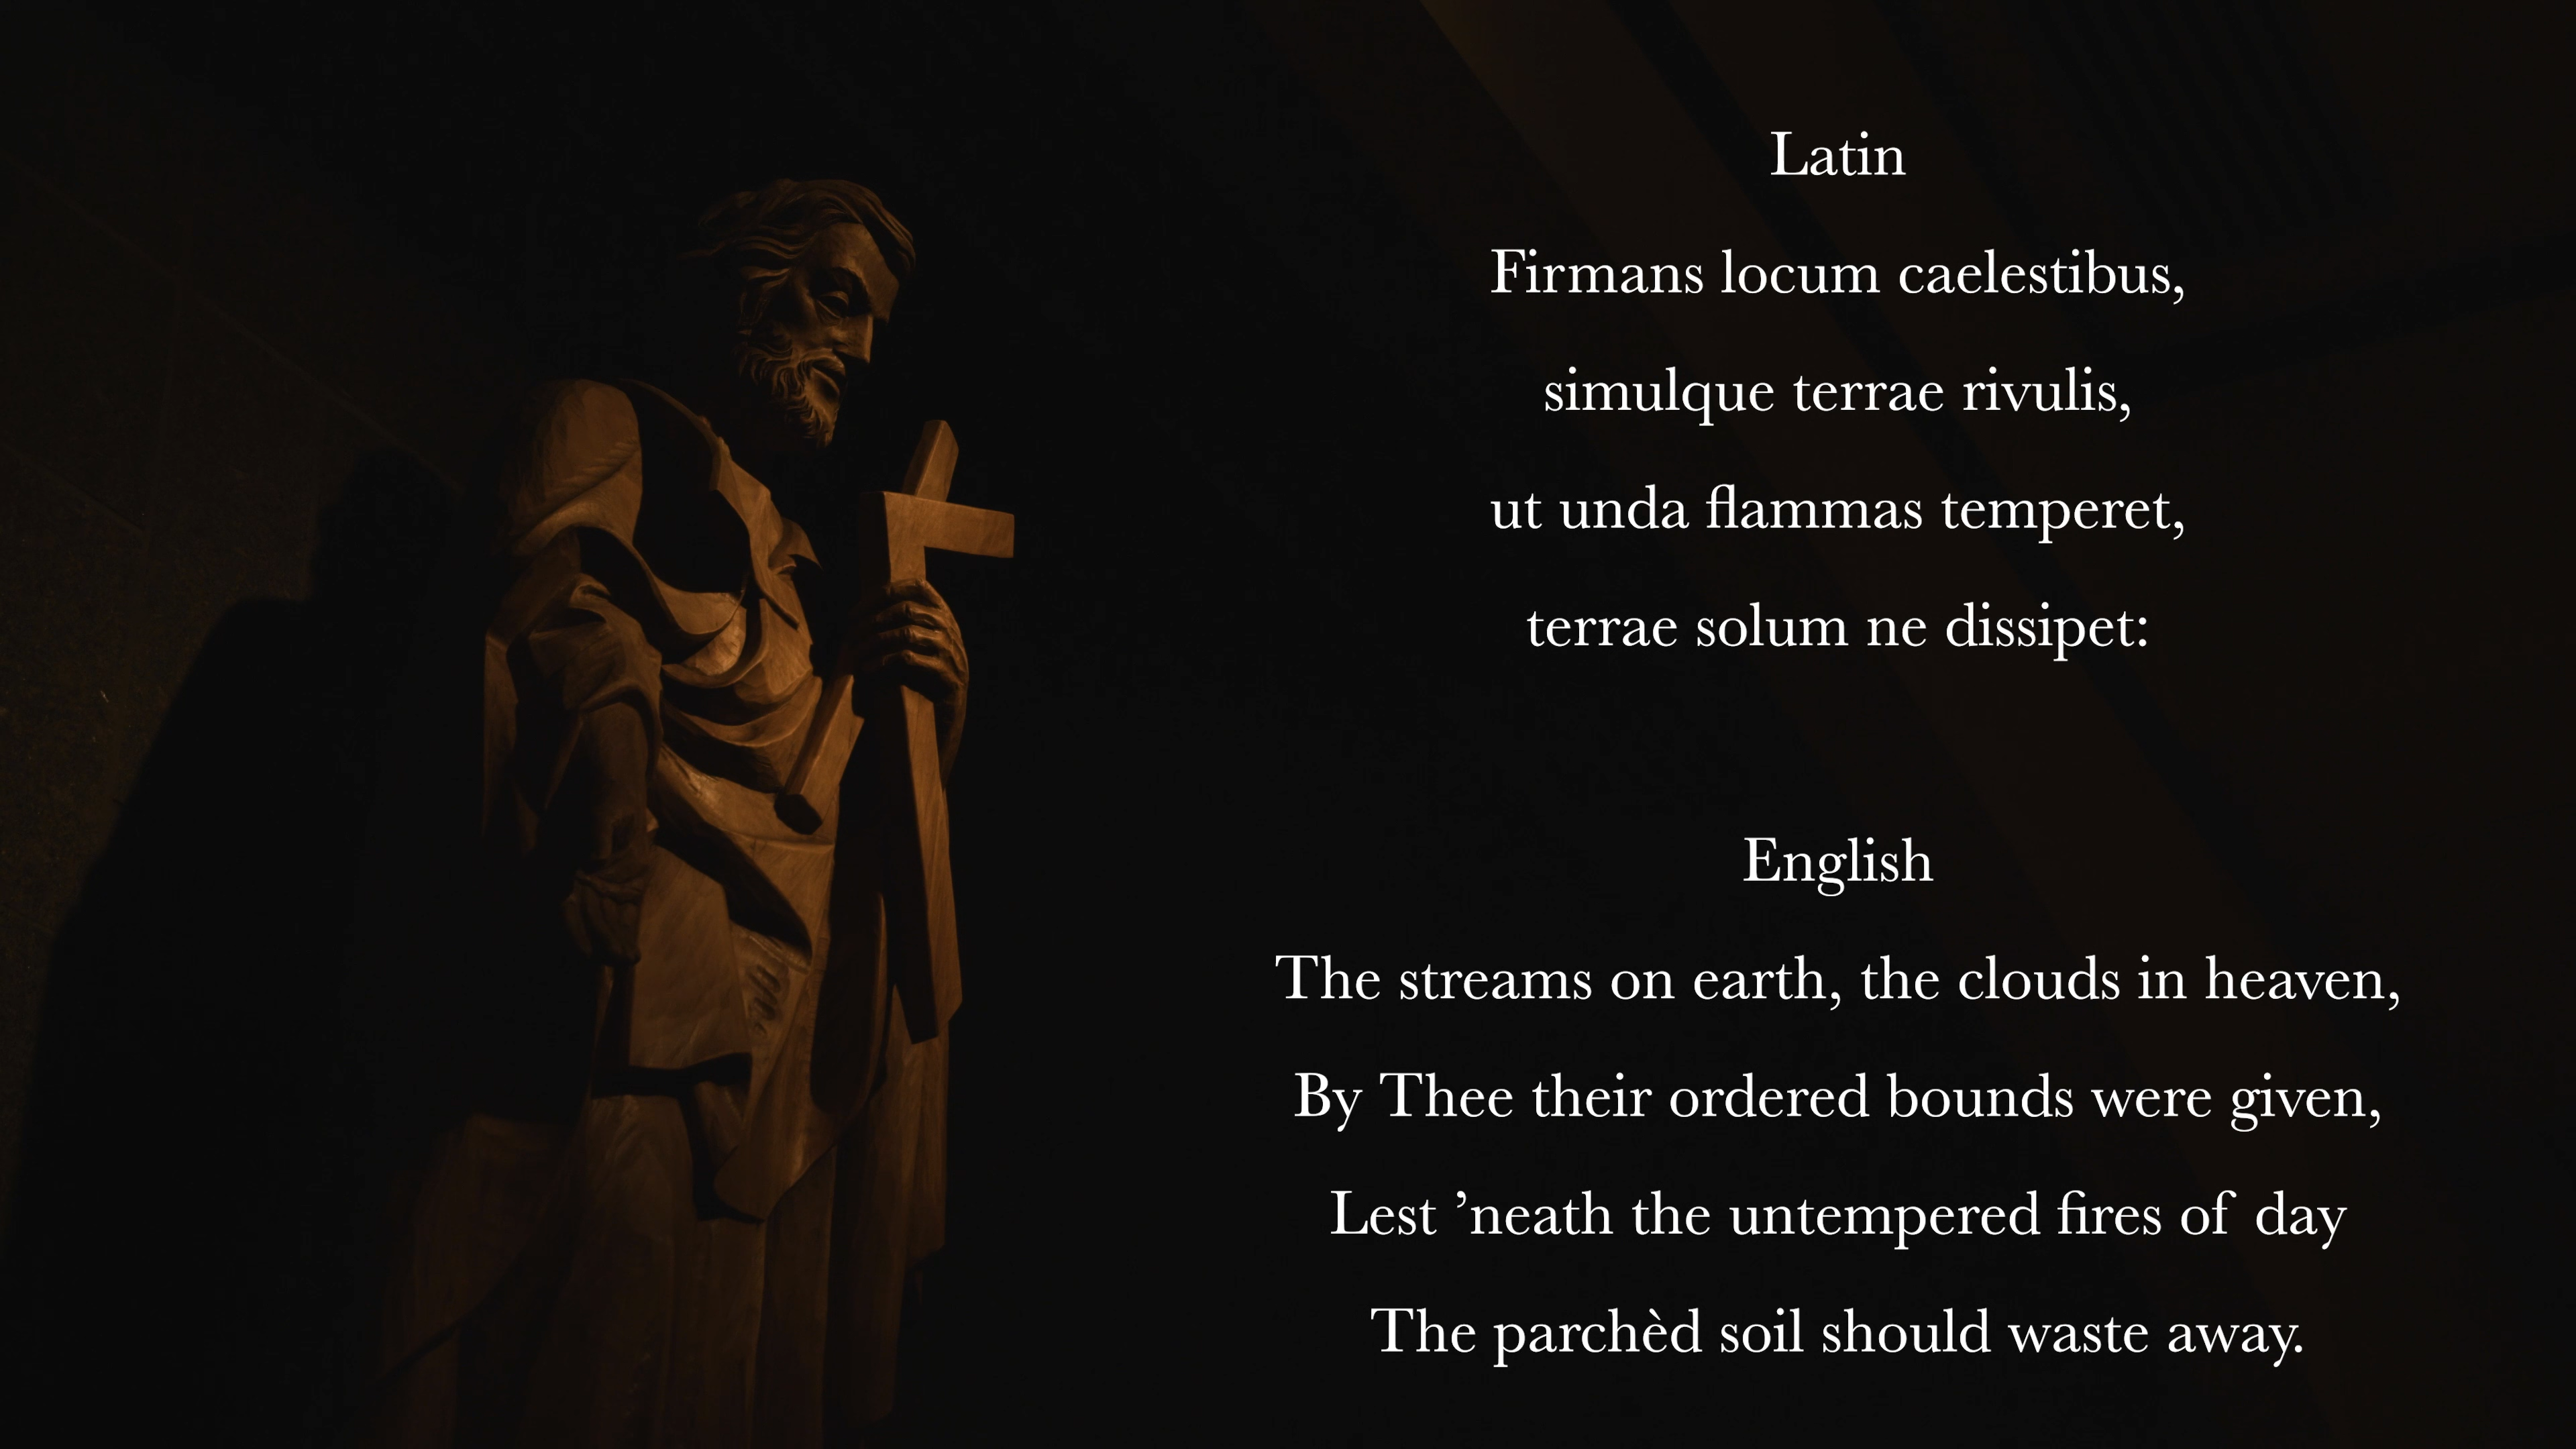 Latin
Firmans locum caelestibus,
simulque terrae rivulis,
ut unda flammas temperet,
terrae solum ne dissipet:
English
The streams on earth, the clouds in heaven,
By Thee their ordered bounds were given,
Lest ’neath the untempered fires of day
The parchèd soil should waste away.